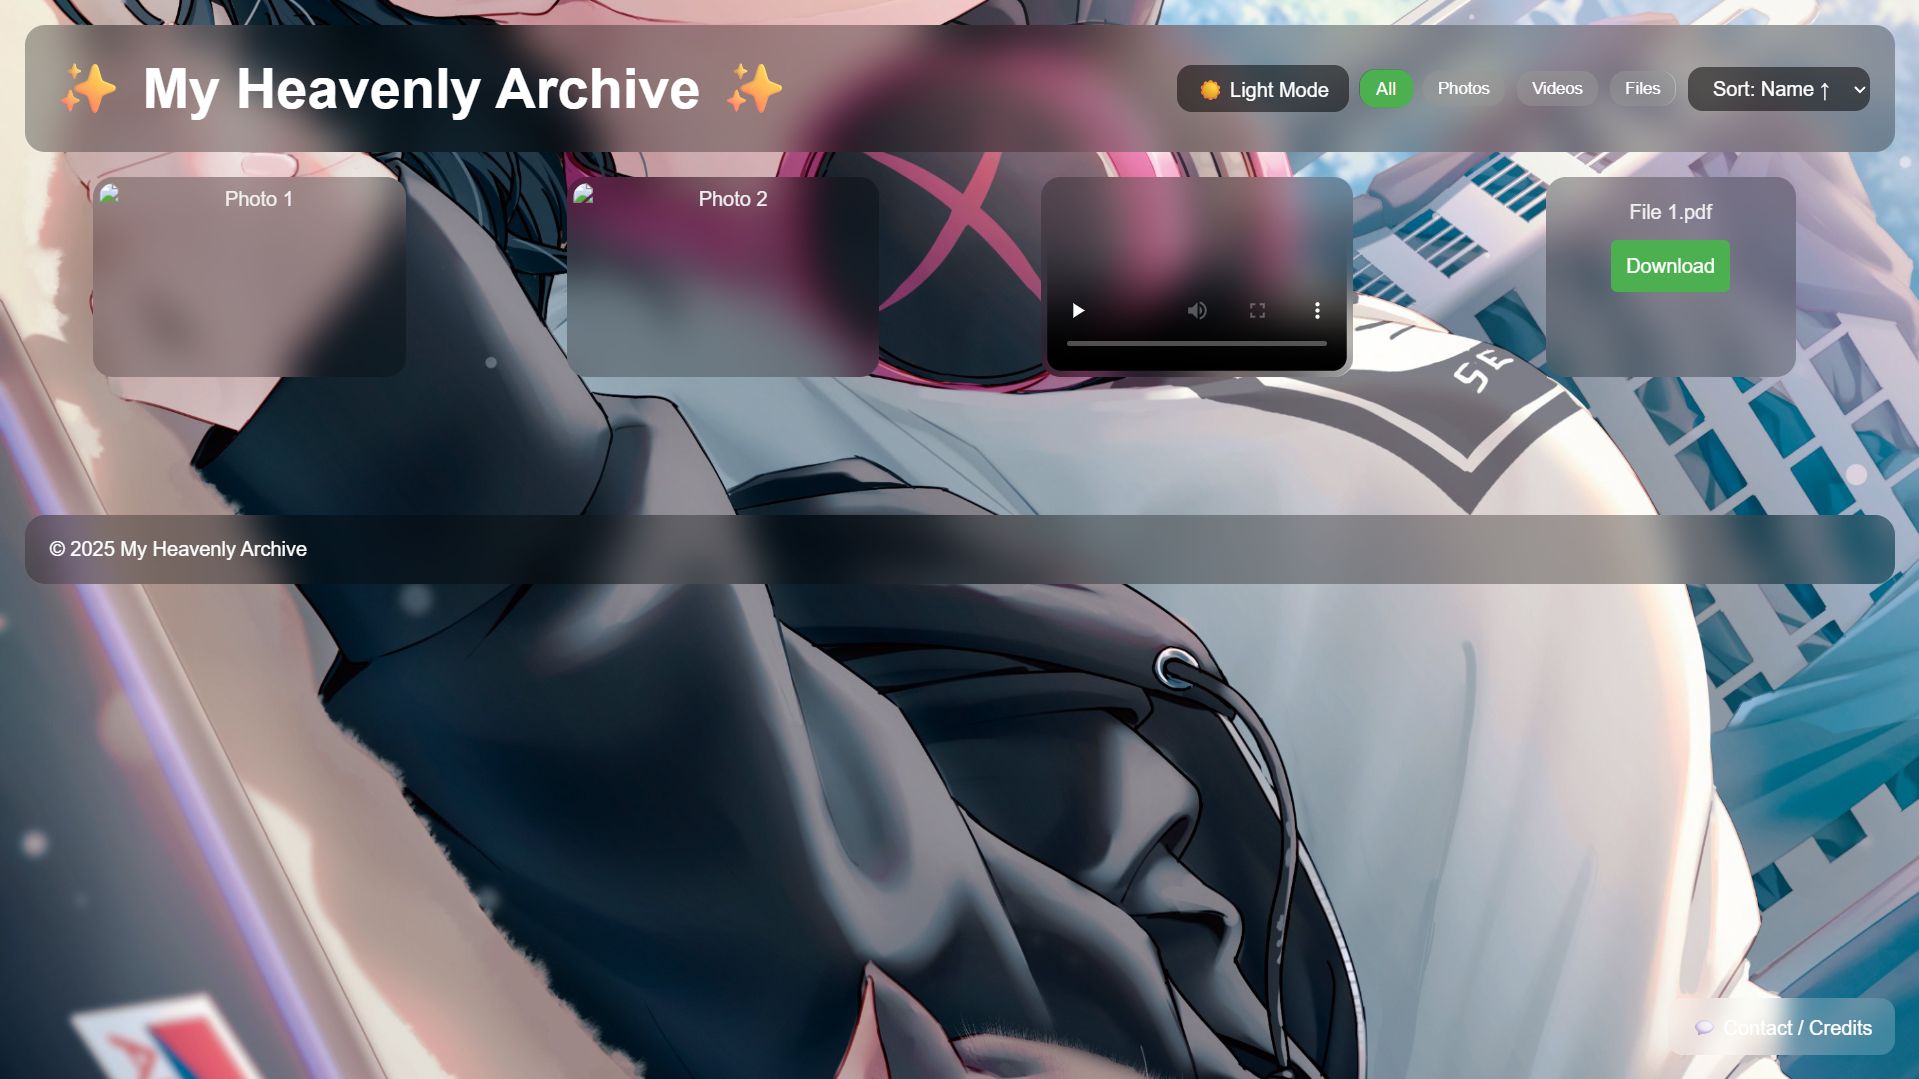 ✨ My Heavenly Archive ✨
Light Mode
All
Photos
Videos
Files
Sort: Name ↑
Photo 1
Photo 2
File 1.pdf
Download
SE
© 2025 My Heavenly Archive
Contact / Credits